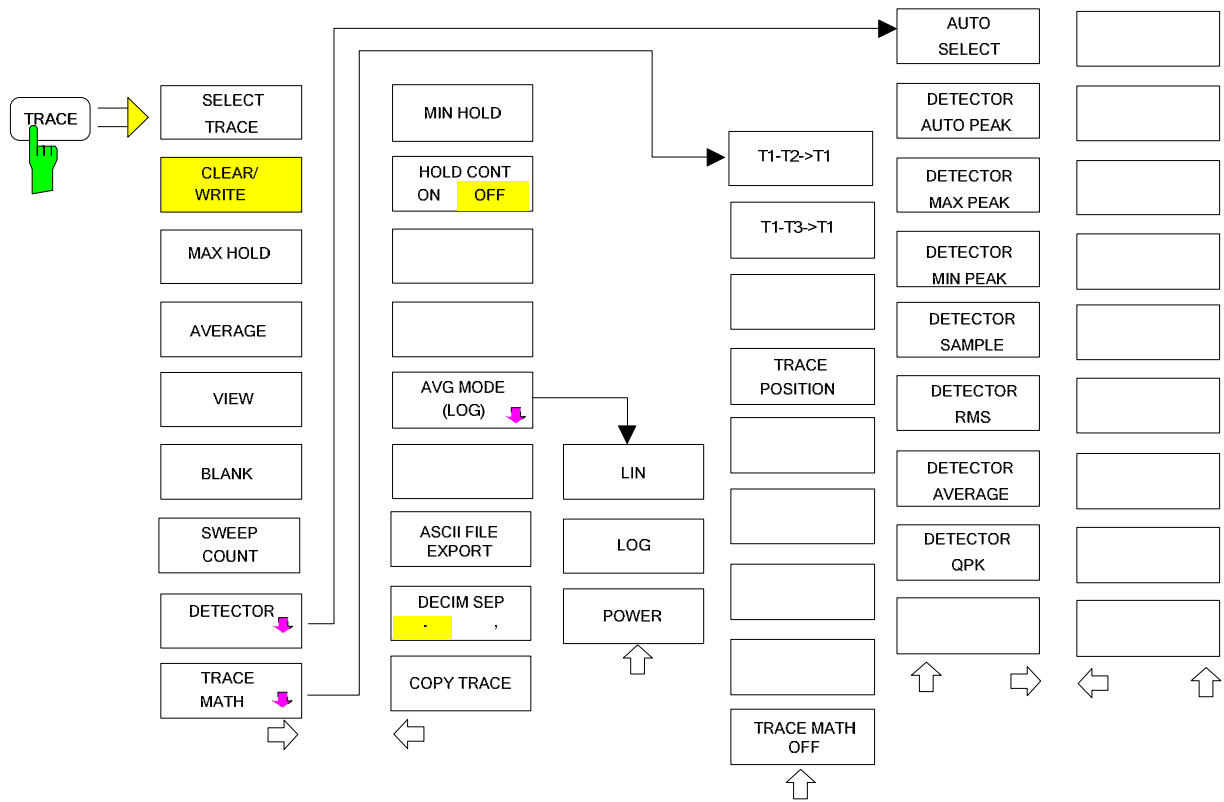 TRACE
SELECT
TRACE
CLEAR/
WRITE
MAX HOLD
AVERAGE
VIEW
BLANK
SWEEP
COUNT
DETECTOR
TRACE
MATH
MIN HOLD
HOLD CONT
ON OFF
AVG MODE
(LOG)
ASCII FILE
EXPORT
DECIM SEP
. ,
COPY TRACE
LIN
LOG
POWER
T1-T2->T1
T1-T3->T1
TRACE
POSITION
TRACE MATH
OFF
AUTO
SELECT
DETECTOR
AUTO PEAK
DETECTOR
MAX PEAK
DETECTOR
MIN PEAK
DETECTOR
SAMPLE
DETECTOR
RMS
DETECTOR
AVERAGE
DETECTOR
QPK